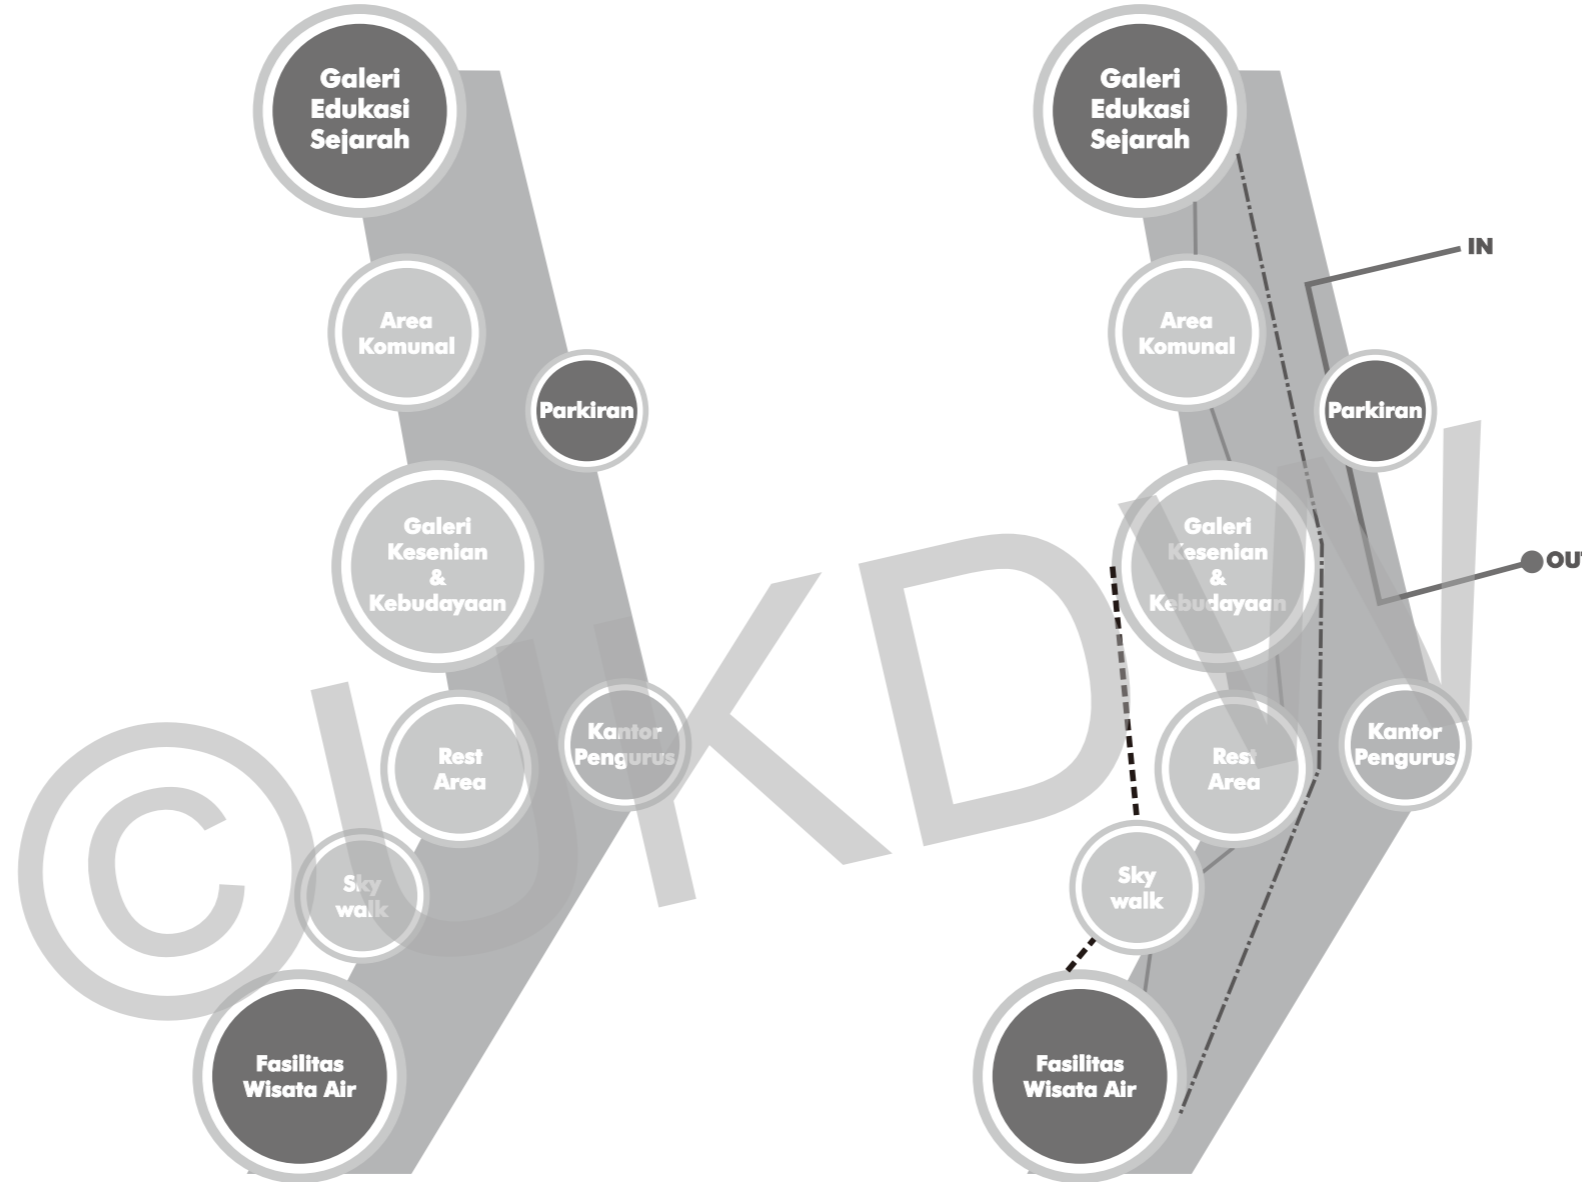 Galeri
Edukasi
Sejarah
Area
Komunal
Parkiran
Galeri
Kesenian
&
Kebudayaan
Rest
Area
Kantor
Pengurus
Sky
walk
Fasilitas
Wisata Air
Galeri
Edukasi
Sejarah
IN
Area
Komunal
Parkiran
Galeri
Kesenian
&
Kebudayaan
OU
Rest
Area
Kantor
Pengurus
Sky
walk
Fasilitas
Wisata Air
©UKDW